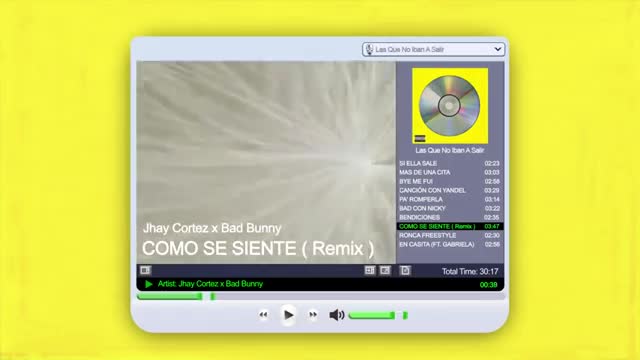 Las Que No Iban A Salir
Las Que No Iban A Salir
SI ELLA SALE 02:23
MAS DE UNA CITA 03:03
BYE ME FUI 02:58
CANCIÓN CON YANDEL 03:29
PA' ROMPERLA 03:14
BAD CON NICKY 03:22
BENDICIONES 02:35
COMO SE SIENTE ( Remix ) 03:47
RONCA FREESTYLE 02:30
EN CASITA (FT. GABRIELA) 02:56
Jhay Cortez x Bad Bunny
COMO SE SIENTE ( Remix )
Total Time: 30:17
Artist: Jhay Cortez x Bad Bunny 00:39